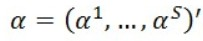 α = (α¹, ..., αˢ)′